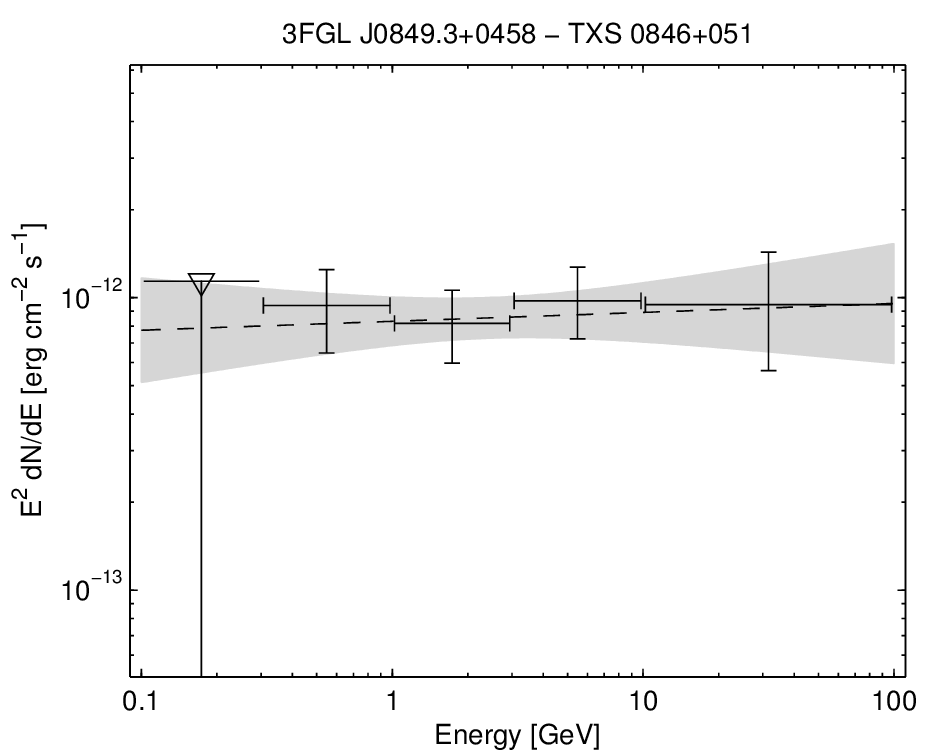 3FGL J0849.3+0458 − TXS 0846+051
E² dN/dE [erg cm⁻² s⁻¹]
10⁻¹²
10⁻¹³
0.1 1 10 100
Energy [GeV]